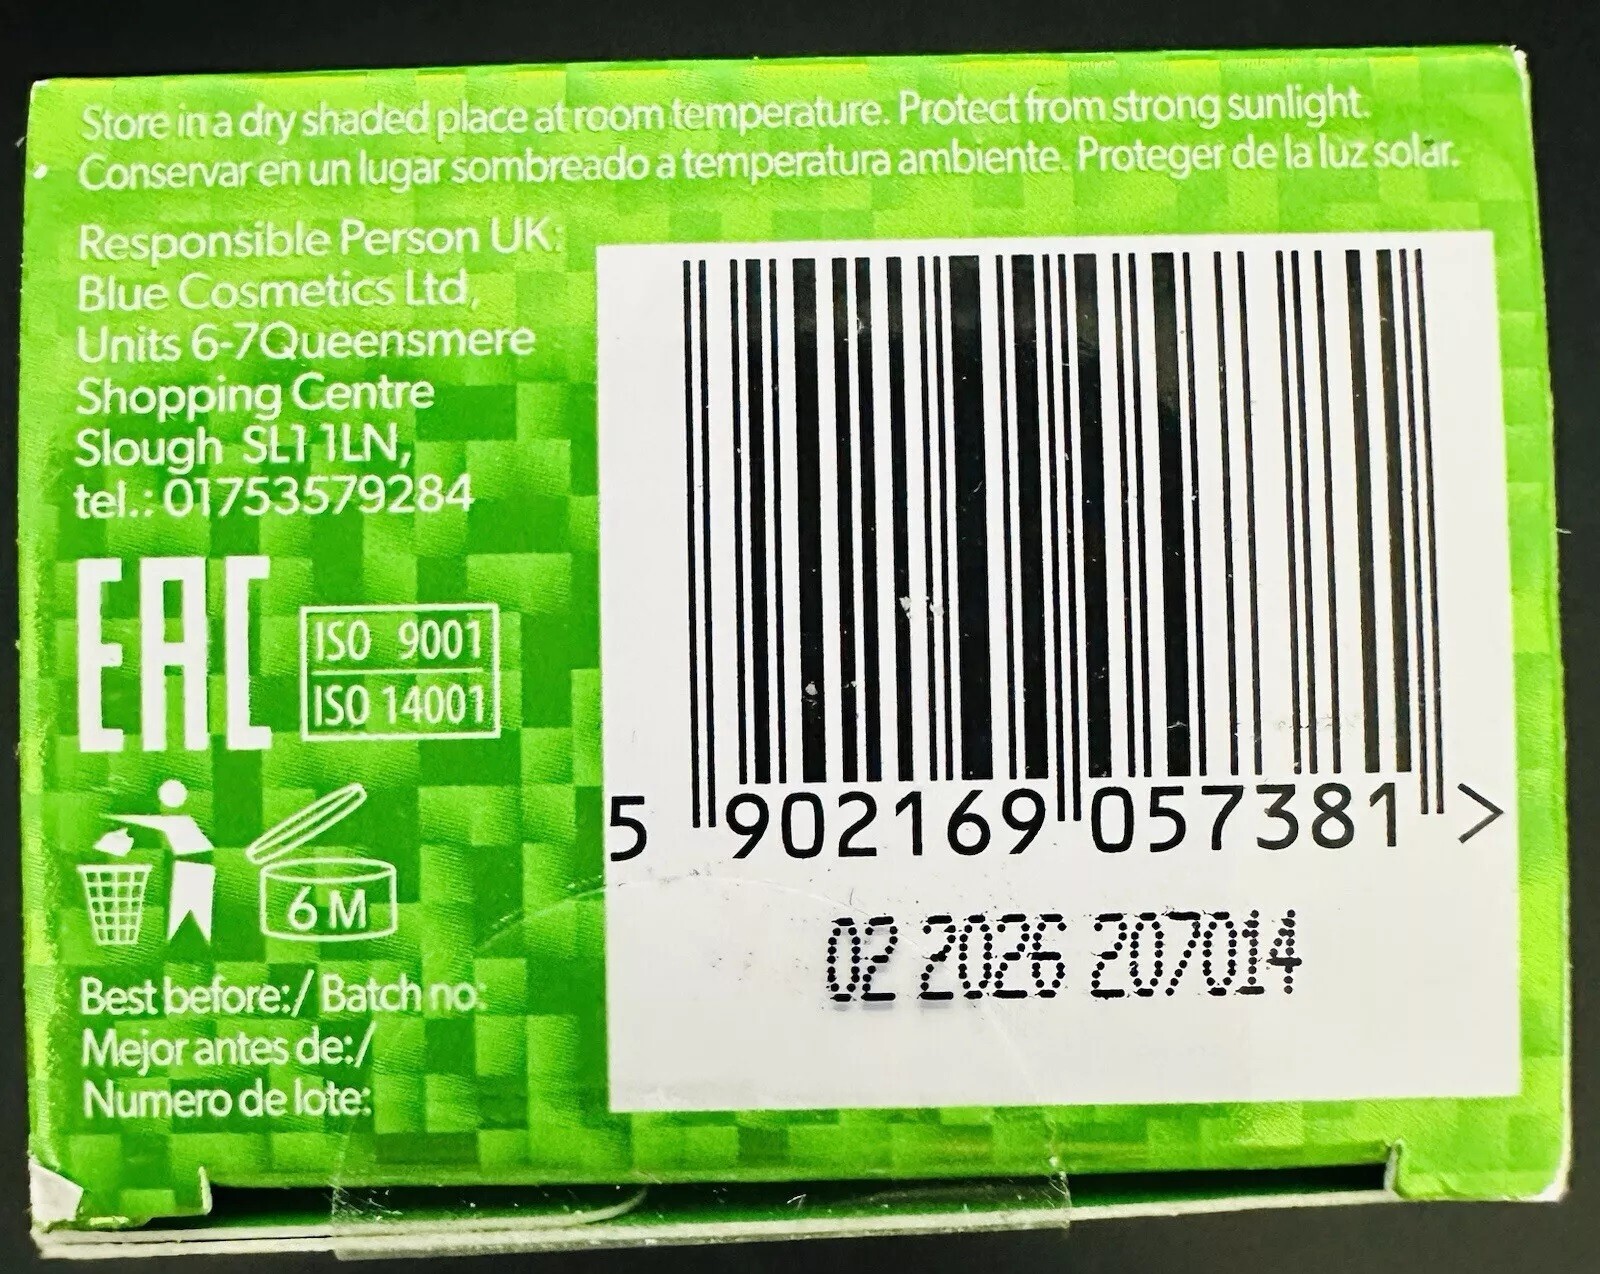 Store in a dry shaded place at room temperature. Protect from strong sunlight.
Conservar en un lugar sombreado a temperatura ambiente. Proteger de la luz solar.
Responsible Person UK:
Blue Cosmetics Ltd,
Units 6-7Queensmere
Shopping Centre
Slough SL1 1LN,
tel.: 01753579284
EAC
ISO 9001
ISO 14001
6 M
5 902169 057381 >
02 2026 207014
Best before:/ Batch no:
Mejor antes de:/
Numero de lote: